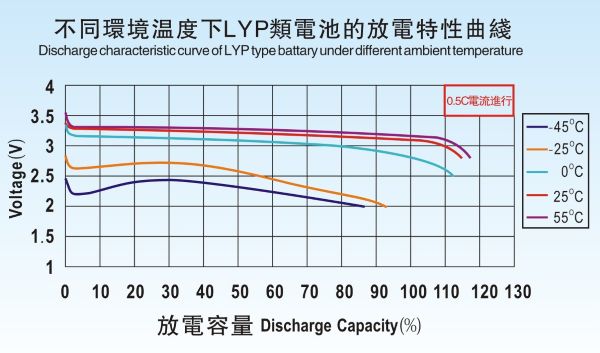 不同環境温度下LYP類電池的放電特性曲綫
Discharge characteristic curve of LYP type battary under different ambient temperature
4
3.5
3
2.5
2
1.5
1
Voltage(V)
0.5C電流進行
-45°C
-25°C
0°C
25°C
55°C
0 10 20 30 40 50 60 70 80 90 100 110 120 130
放電容量 Discharge Capacity(%)